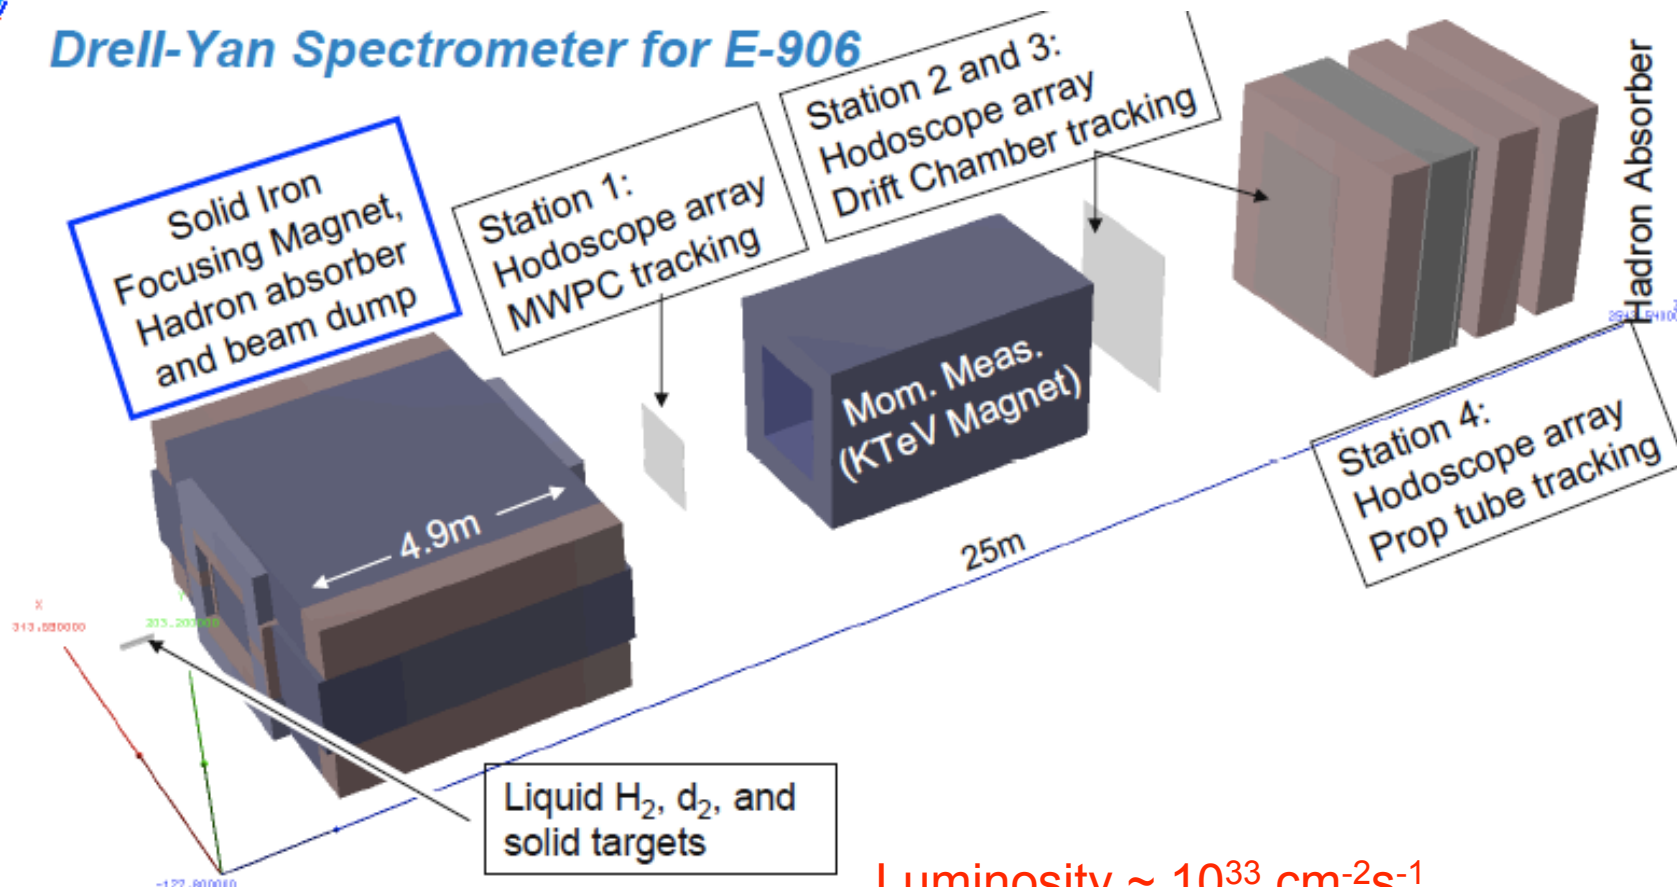 Drell-Yan Spectrometer for E-906
Solid Iron
Focusing Magnet,
Hadron absorber
and beam dump
Station 1:
Hodoscope array
MWPC tracking
Station 2 and 3:
Hodoscope array
Drift Chamber tracking
Hadron Absorber
Mom. Meas.
(KTeV Magnet)
4.9m
25m
Station 4:
Hodoscope array
Prop tube tracking
Liquid H₂, d₂, and
solid targets
Luminosity ~ 10³³ cm⁻²s⁻¹